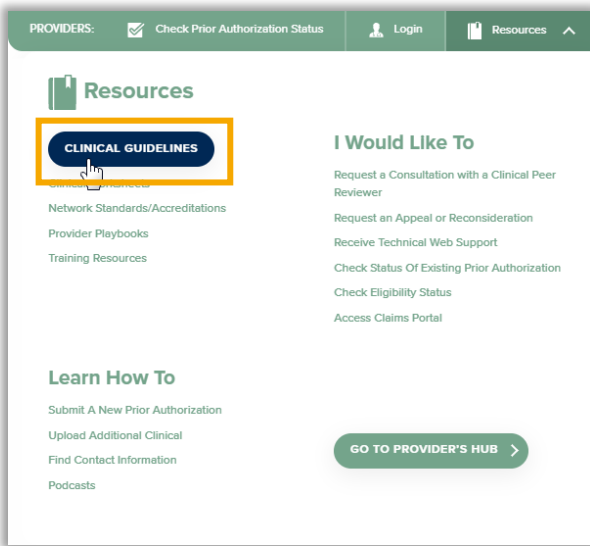 PROVIDERS: Check Prior Authorization Status Login Resources
Resources
CLINICAL GUIDELINES
Network Standards/Accreditations
Provider Playbooks
Training Resources
I Would Like To
Request a Consultation with a Clinical Peer
Reviewer
Request an Appeal or Reconsideration
Receive Technical Web Support
Check Status Of Existing Prior Authorization
Check Eligibility Status
Access Claims Portal
Learn How To
Submit A New Prior Authorization
Upload Additional Clinical
Find Contact Information
Podcasts
GO TO PROVIDER'S HUB